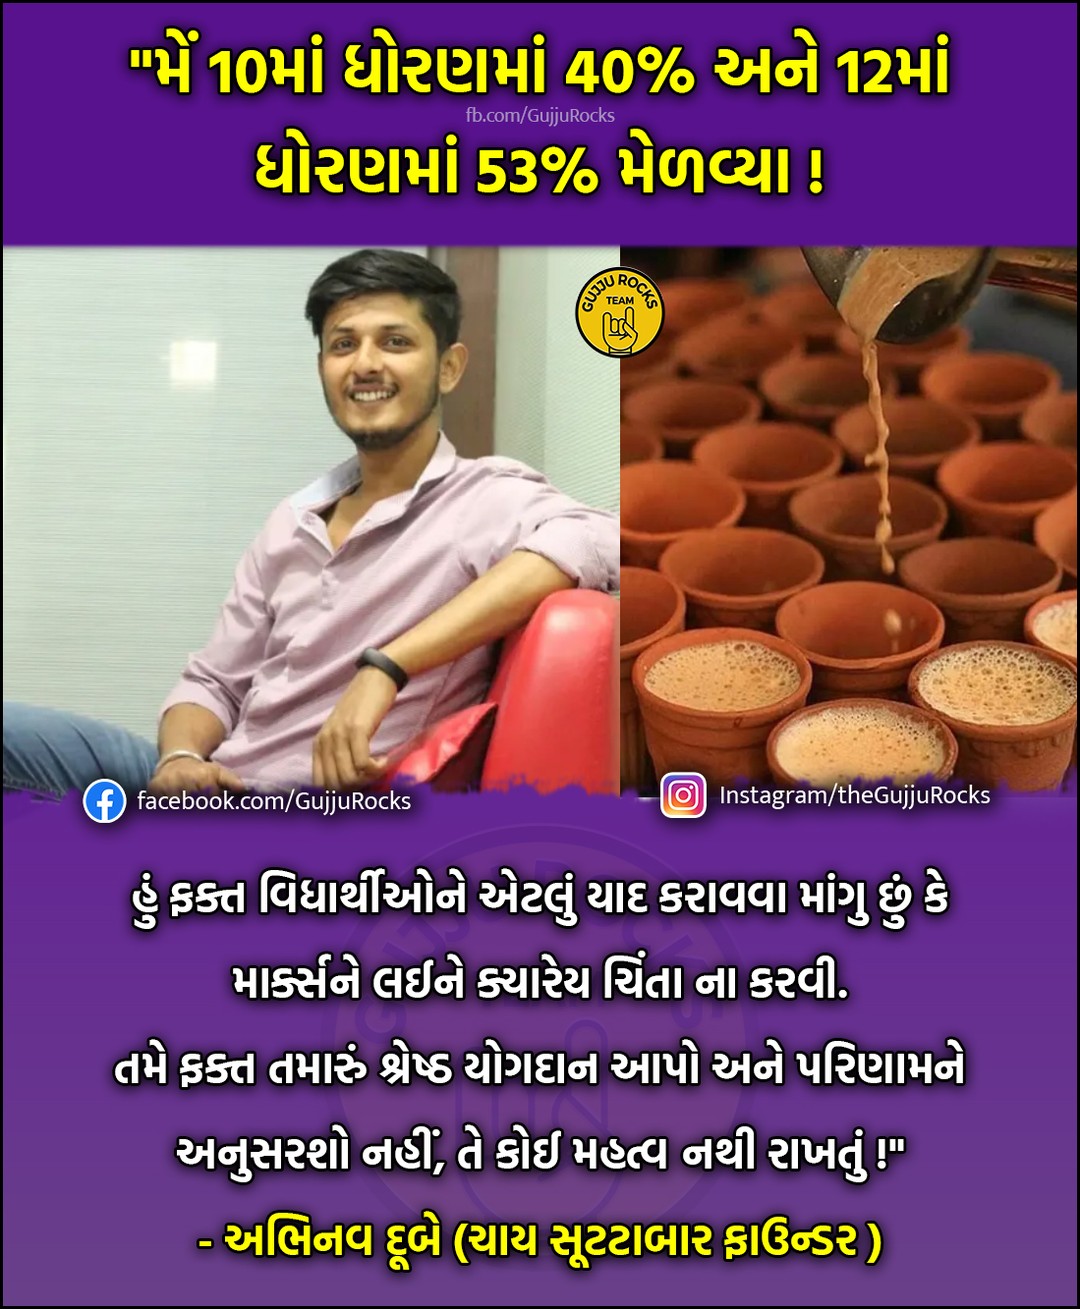 "મેં 10માં ધોરણમાં 40% અને 12માં
fb.com/GujjuRocks
ધોરણમાં 53% મેળવ્યા !
GUJJU ROCKS
TEAM
facebook.com/GujjuRocks
Instagram/theGujjuRocks
હું ફક્ત વિધાર્થીઓને એટલું યાદ કરાવવા માંગુ છું કે
માર્ક્સને લઈને ક્યારેય ચિંતા ના કરવી.
તમે ફક્ત તમારું શ્રેષ્ઠ યોગદાન આપો અને પરિણામને
અનુસરશો નહીં, તે કોઈ મહત્વ નથી રાખતું !"
- અભિનવ દૂબે (ચાય સૂટટાબાર ફાઉન્ડર )